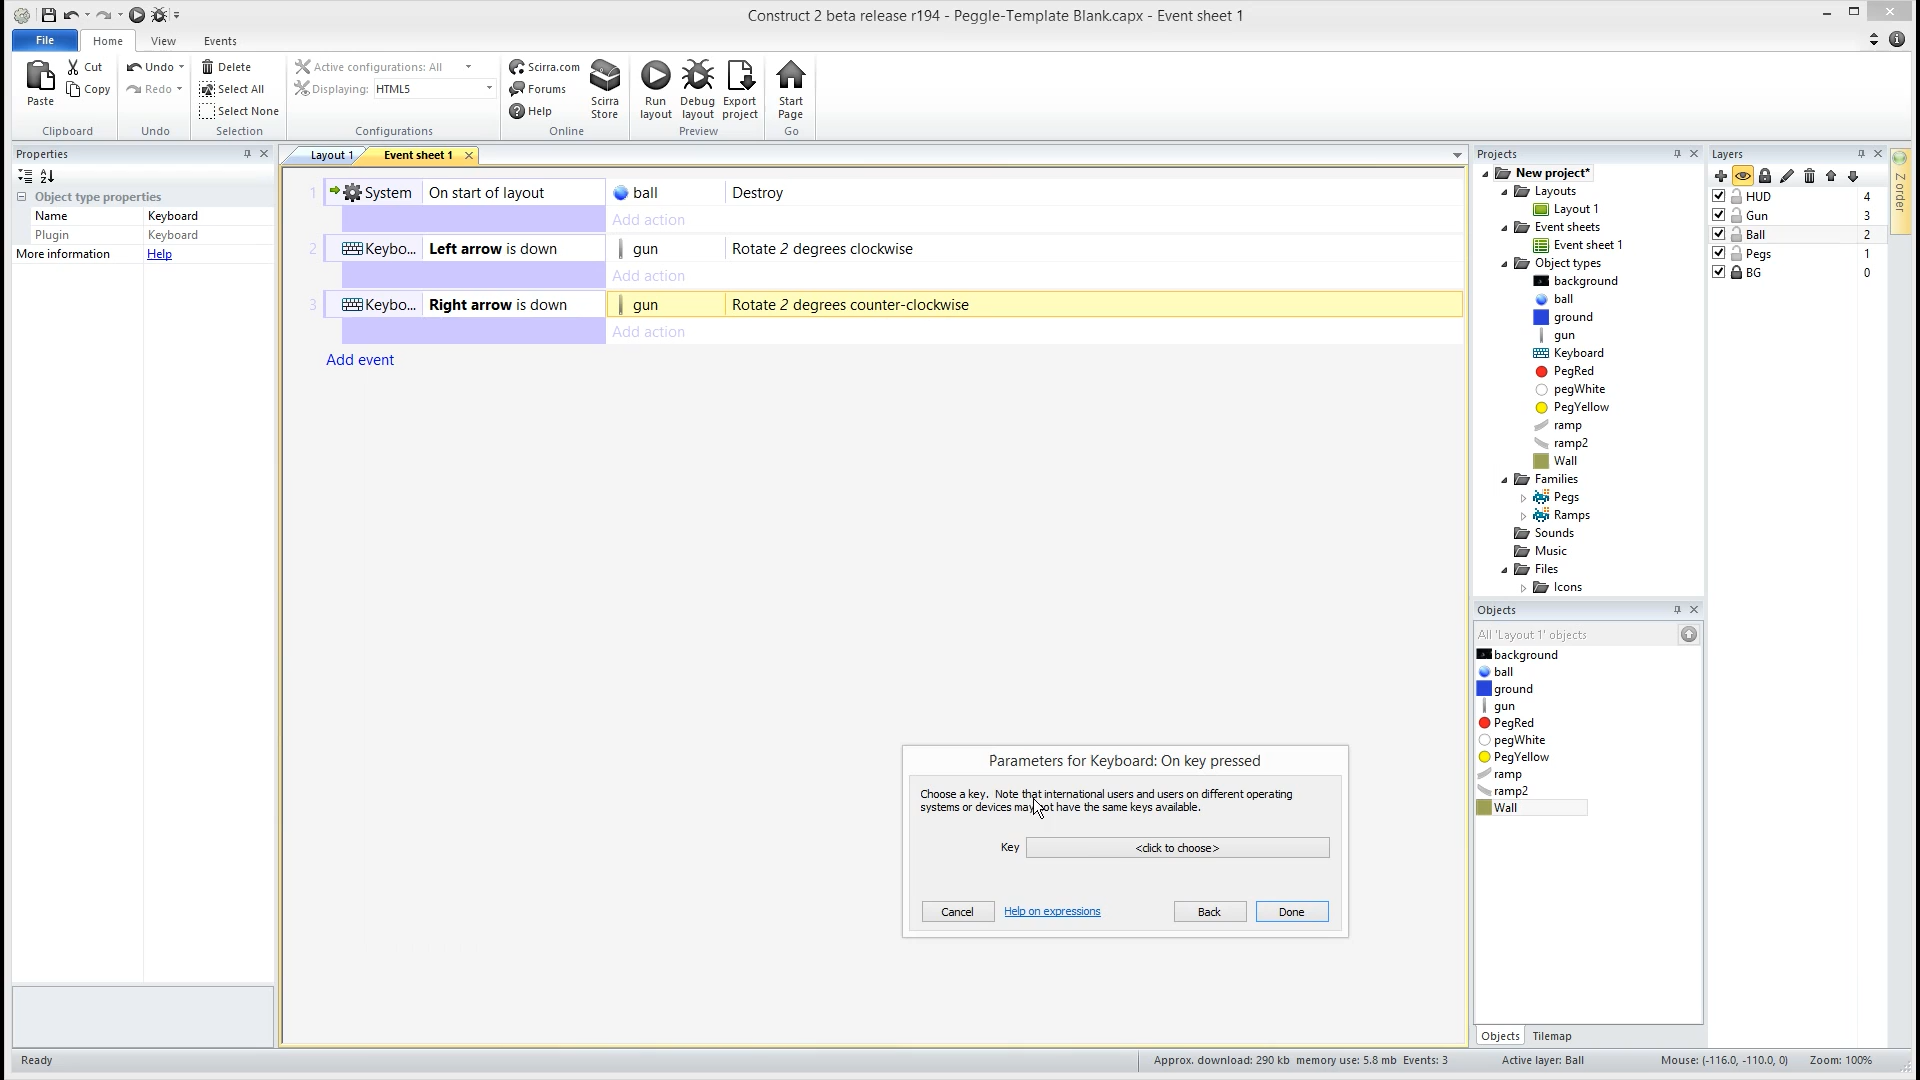 Construct 2 beta release r194 - Peggle-Template Blank.capx - Event sheet 1
File Home View Events
Paste Cut Copy Clipboard
Undo Redo Undo
Delete Select All Select None Selection
Active configurations: All
Displaying: HTML5
Configurations
Scirra.com Forums Help Scirra Store Online
Run layout Debug layout Export project Preview
Start Page Go
Properties
Object type properties
Name Keyboard
Plugin Keyboard
More information Help
Layout 1 Event sheet 1
1 System On start of layout ball Destroy
Add action
2 Keybo... Left arrow is down gun Rotate 2 degrees clockwise
Add action
3 Keybo... Right arrow is down gun Rotate 2 degrees counter-clockwise
Add action
Add event
Parameters for Keyboard: On key pressed
Choose a key. Note that international users and users on different operating
systems or devices may not have the same keys available.
Key <click to choose>
Cancel Help on expressions Back Done
Projects
New project*
Layouts
Layout 1
Event sheets
Event sheet 1
Object types
background
ball
ground
gun
Keyboard
PegRed
pegWhite
PegYellow
ramp
ramp2
Wall
Families
Pegs
Ramps
Sounds
Music
Files
Icons
Objects
All 'Layout 1' objects
background
ball
ground
gun
PegRed
pegWhite
PegYellow
ramp
ramp2
Wall
Objects Tilemap
Layers
HUD 4
Gun 3
Ball 2
Pegs 1
BG 0
Z order
Ready Approx. download: 290 kb memory use: 5.8 mb Events: 3 Active layer: Ball Mouse: (-116.0, -110.0, 0) Zoom: 100%